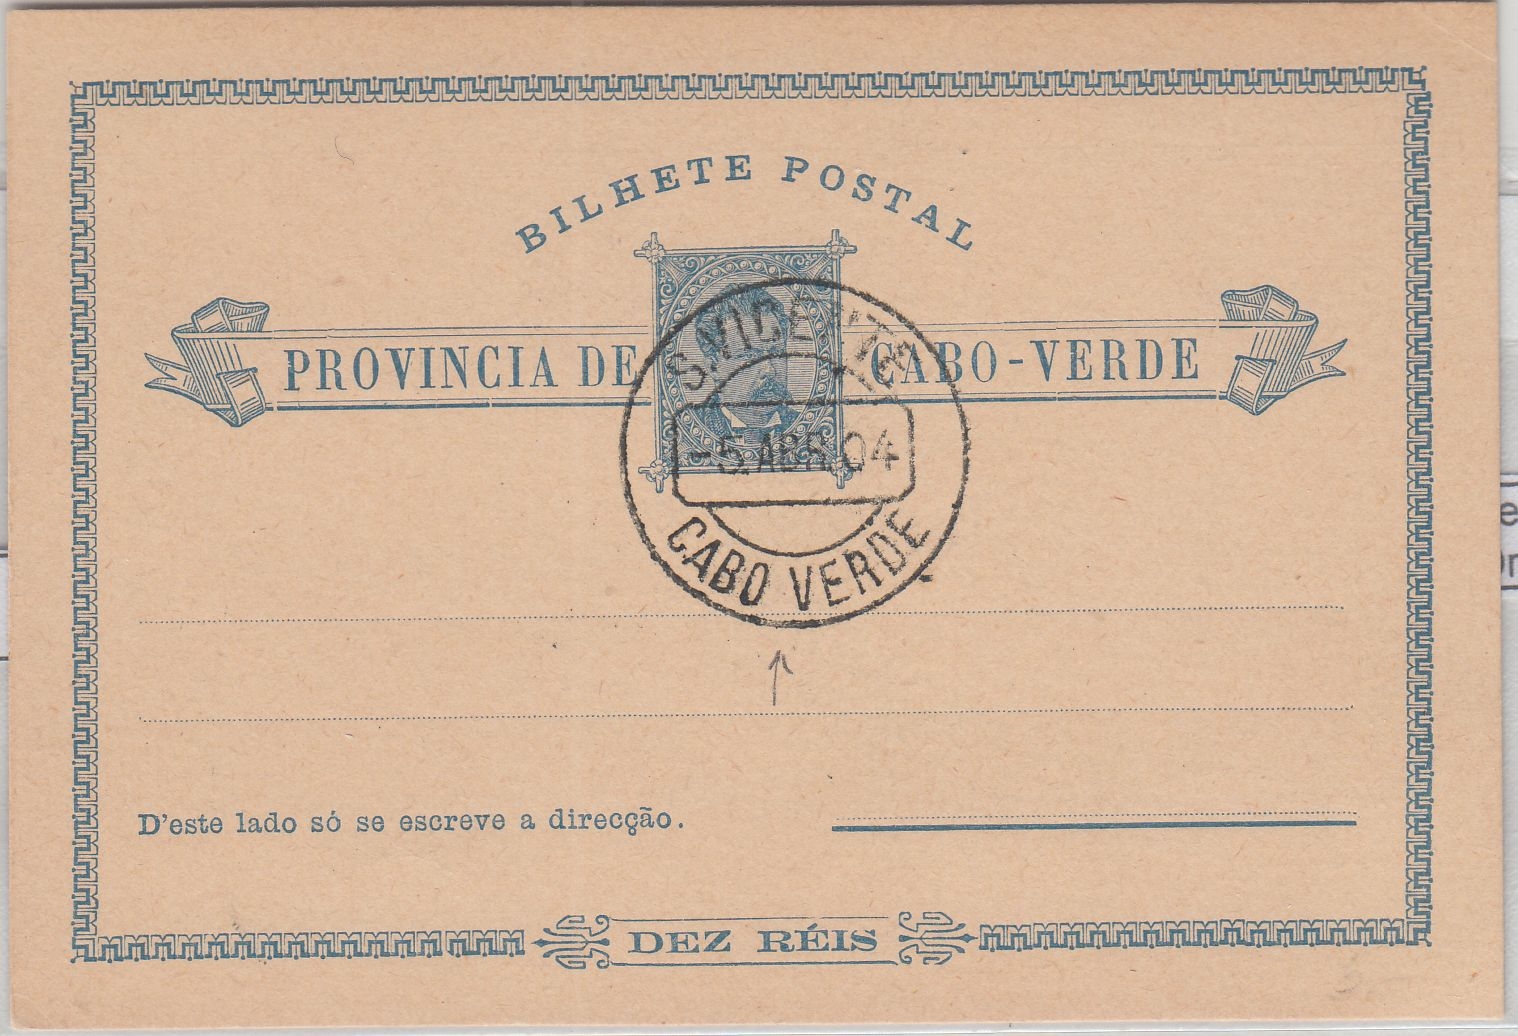 BILHETE POSTAL
PROVINCIA DE CABO-VERDE
S. VICENTE
-5.ABR.04
CABO VERDE
D'este lado só se escreve a direcção.
DEZ RÉIS